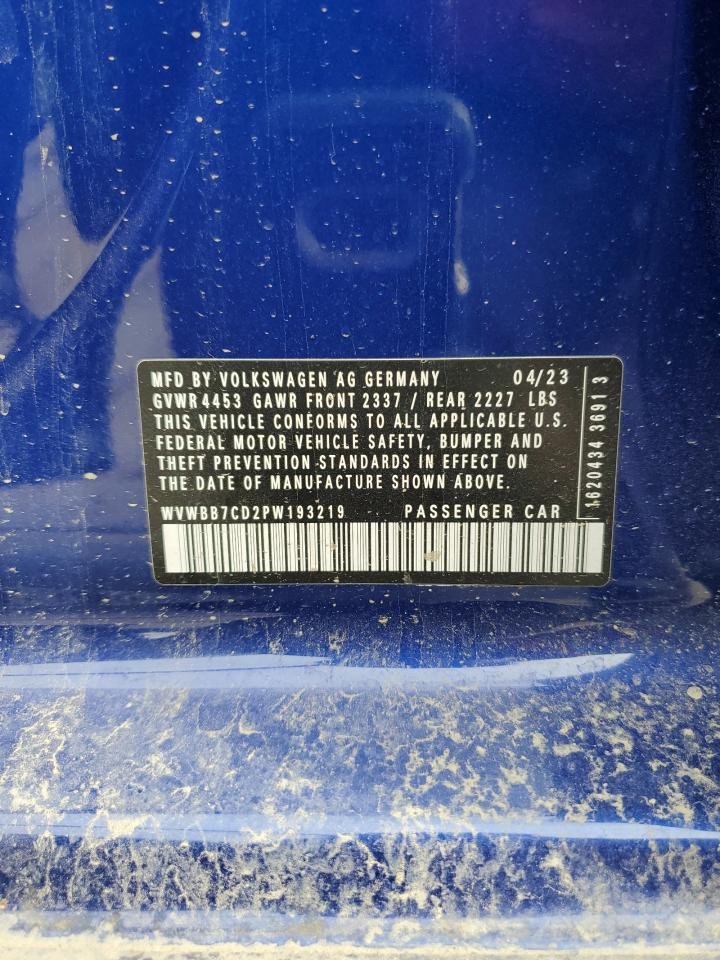 MFD BY VOLKSWAGEN AG GERMANY 04/23
GVWR 4453 GAWR FRONT 2337 / REAR 2227 LBS
THIS VEHICLE CONFORMS TO ALL APPLICABLE U.S.
FEDERAL MOTOR VEHICLE SAFETY, BUMPER AND
THEFT PREVENTION STANDARDS IN EFFECT ON
THE DATE OF MANUFACTURE SHOWN ABOVE.
WVWBB7CD2PW193219 PASSENGER CAR
1620434 3691 3